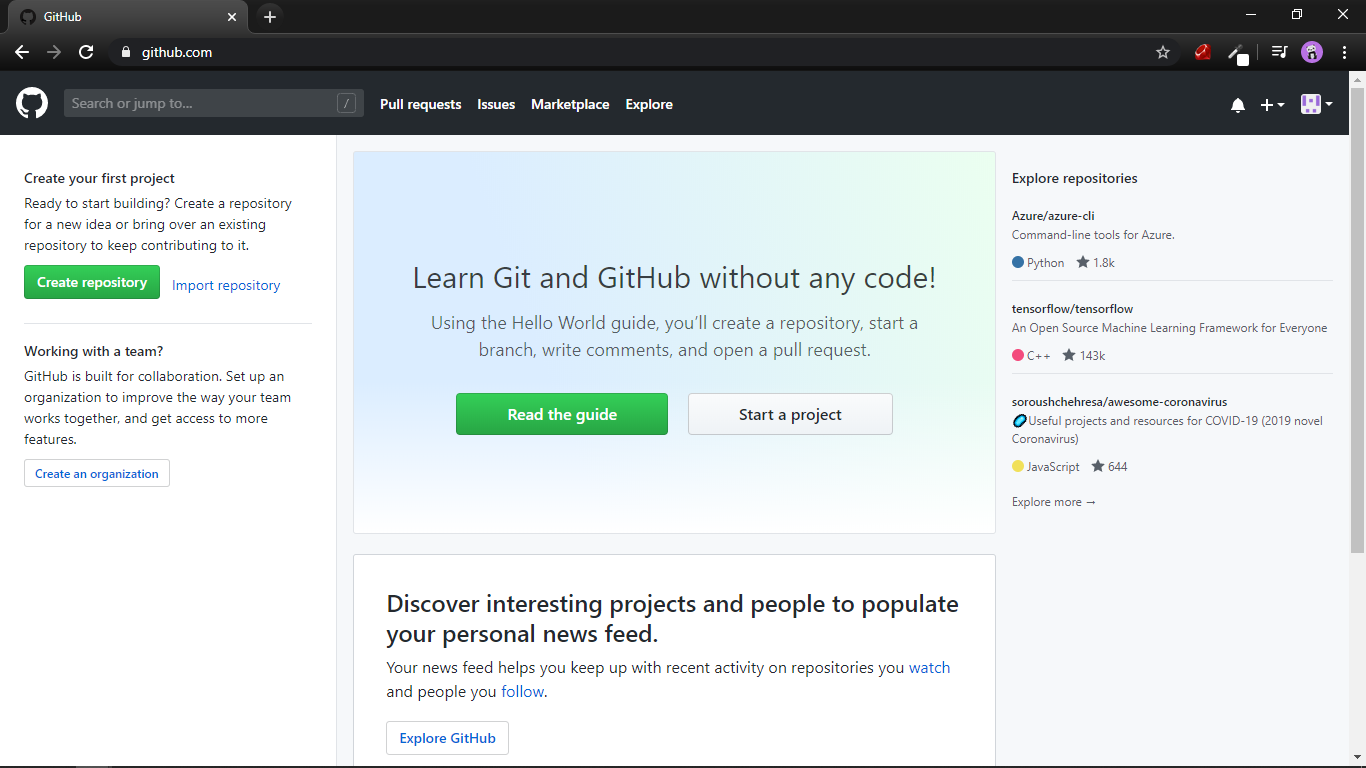 GitHub
github.com
Search or jump to...
/
Pull requests
Issues
Marketplace
Explore
Create your first project
Ready to start building? Create a repository
for a new idea or bring over an existing
repository to keep contributing to it.
Create repository
Import repository
Working with a team?
GitHub is built for collaboration. Set up an
organization to improve the way your team
works together, and get access to more
features.
Create an organization
Learn Git and GitHub without any code!
Using the Hello World guide, you’ll create a repository, start a
branch, write comments, and open a pull request.
Read the guide
Start a project
Discover interesting projects and people to populate
your personal news feed.
Your news feed helps you keep up with recent activity on repositories you watch
and people you follow.
Explore GitHub
Explore repositories
Azure/azure-cli
Command-line tools for Azure.
Python 1.8k
tensorflow/tensorflow
An Open Source Machine Learning Framework for Everyone
C++ 143k
soroushchehresa/awesome-coronavirus
Useful projects and resources for COVID-19 (2019 novel
Coronavirus)
JavaScript 644
Explore more →